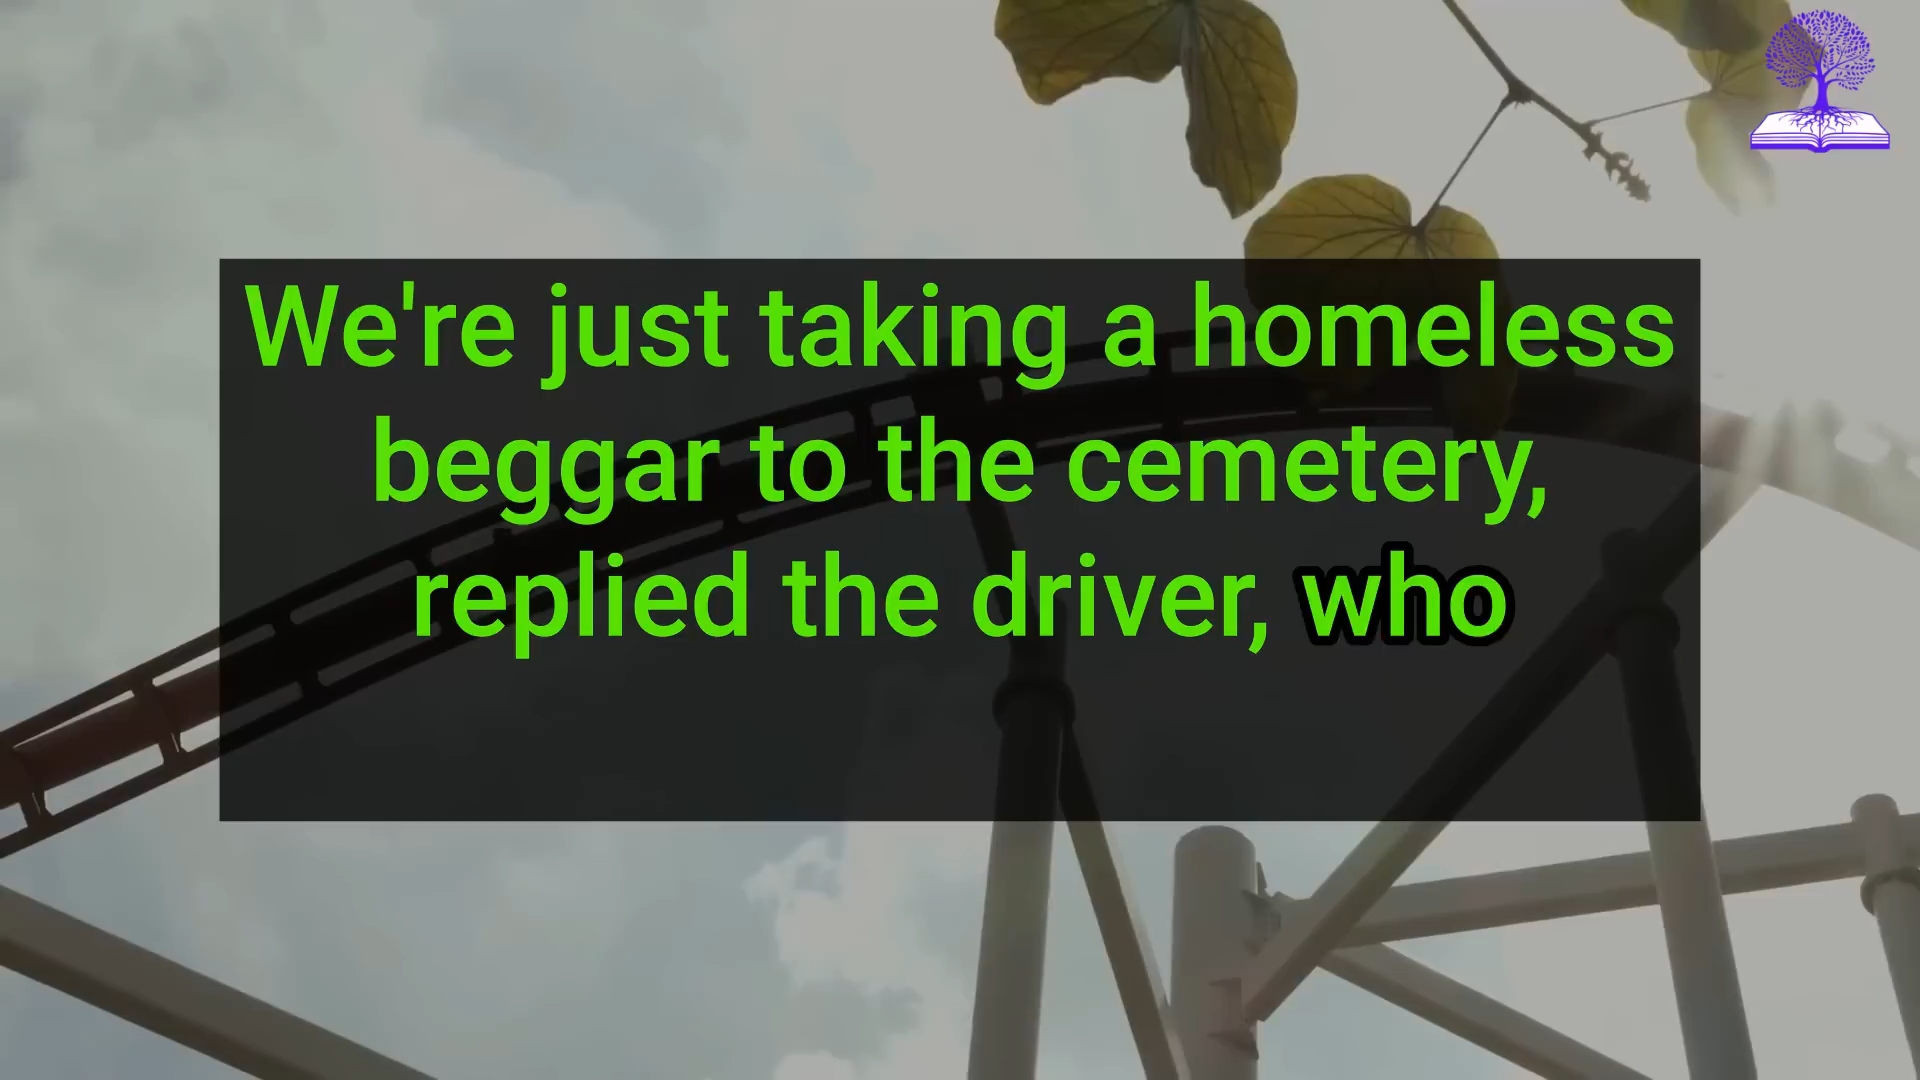 We're just taking a homeless
beggar to the cemetery,
replied the driver, who